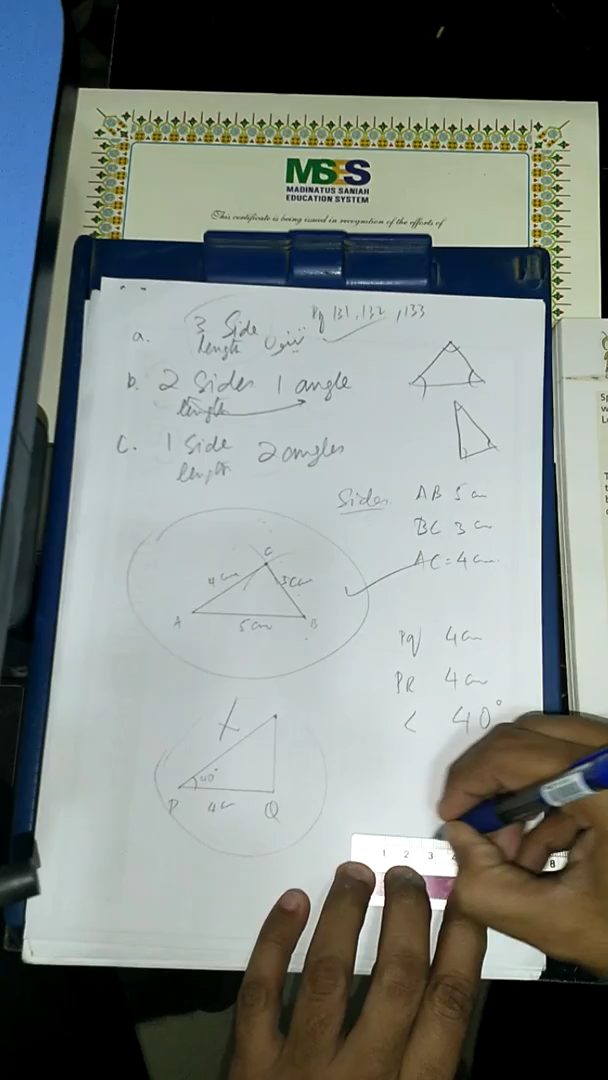 MSES
MADINATUS SANIAH
EDUCATION SYSTEM
This certificate is being issued in recognition of the efforts of
a. 3 Side Pg 131, 132, 133
length تینوں
b. 2 Sides 1 angle
length
c. 1 Side 2 angles
length
Sides AB 5 cm
BC 3 cm
AC = 4 cm.
C
4 cm 3 cm
A 5 cm B
Pq 4 cm
PR 4 cm
< 40°
40°
P 4 cm Q
1 2 3 4 8